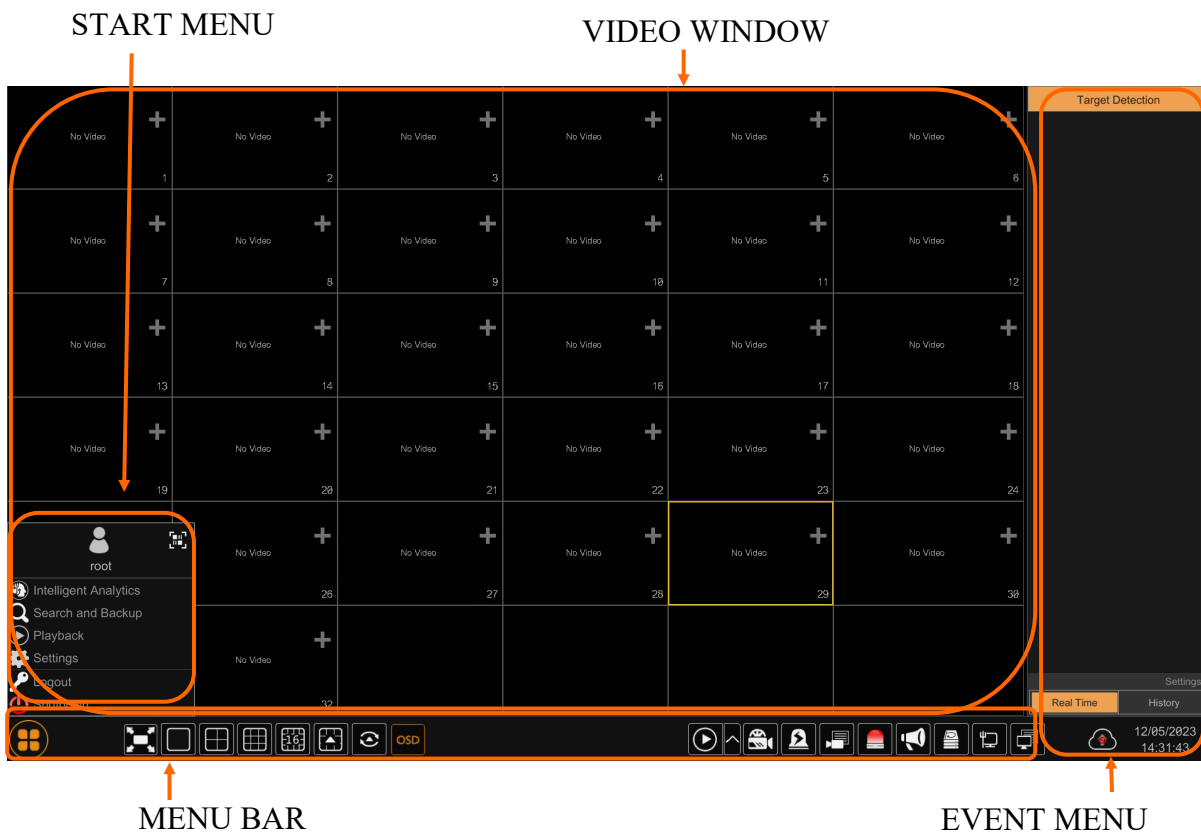 START MENU
VIDEO WINDOW
Target Detection
No Video
1
No Video
2
No Video
3
No Video
4
No Video
5
No Video
6
No Video
7
No Video
8
No Video
9
No Video
10
No Video
11
No Video
12
No Video
13
No Video
14
No Video
15
No Video
16
No Video
17
No Video
18
No Video
19
No Video
20
No Video
21
No Video
22
No Video
23
No Video
24
root
No Video
26
No Video
27
No Video
28
No Video
29
No Video
30
Intelligent Analytics
Search and Backup
Playback
Settings
Logout
No Video
32
Settings
Real Time
History
16
OSD
12/05/2023
14:31:43
MENU BAR
EVENT MENU